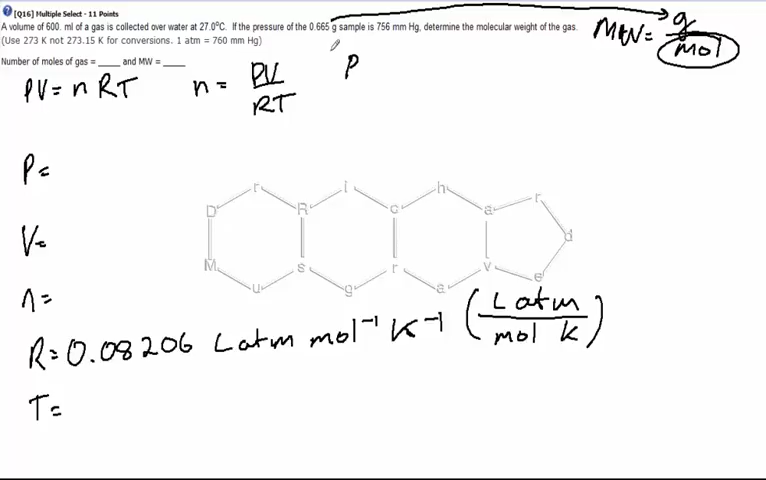 [Q16] Multiple Select - 11 Points
A volume of 600. ml of a gas is collected over water at 27.0°C. If the pressure of the 0.665 g sample is 756 mm Hg, determine the molecular weight of the gas.
(Use 273 K not 273.15 K for conversions. 1 atm = 760 mm Hg)
Number of moles of gas = ____ and MW = ____
MW = g / mol
PV = n RT n = PV / RT P
P =
V =
n =
R = 0.08206 L atm mol⁻¹ K⁻¹ (L atm / mol K)
T =
D r R i c h a r d
M u s g r a v e